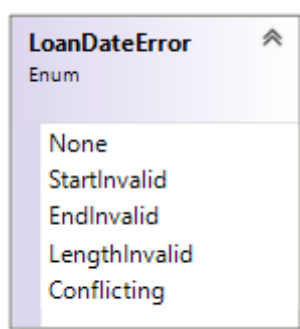 LoanDateError
Enum
None
StartInvalid
EndInvalid
LengthInvalid
Conflicting